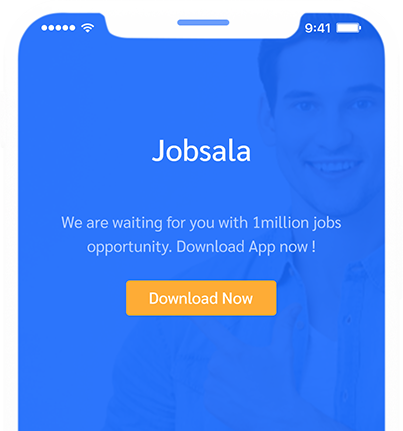 9:41
Jobsala
We are waiting for you with 1million jobs
opportunity. Download App now !
Download Now